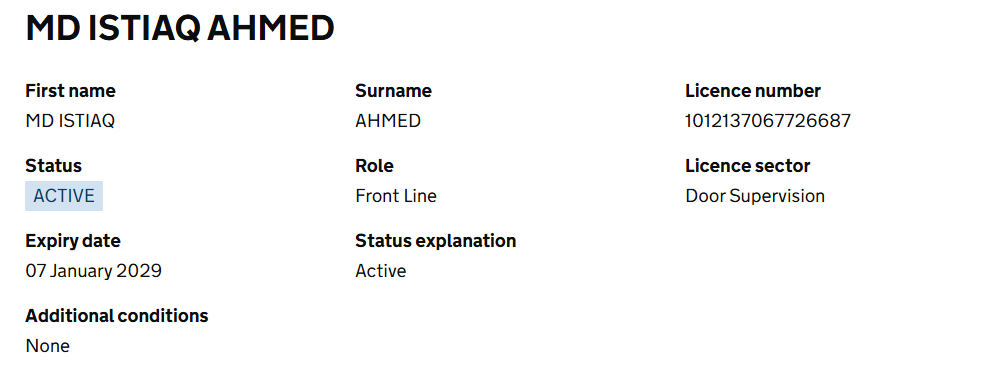 MD ISTIAQ AHMED
First name Surname Licence number
MD ISTIAQ AHMED 1012137067726687
Status Role Licence sector
ACTIVE Front Line Door Supervision
Expiry date Status explanation
07 January 2029 Active
Additional conditions
None